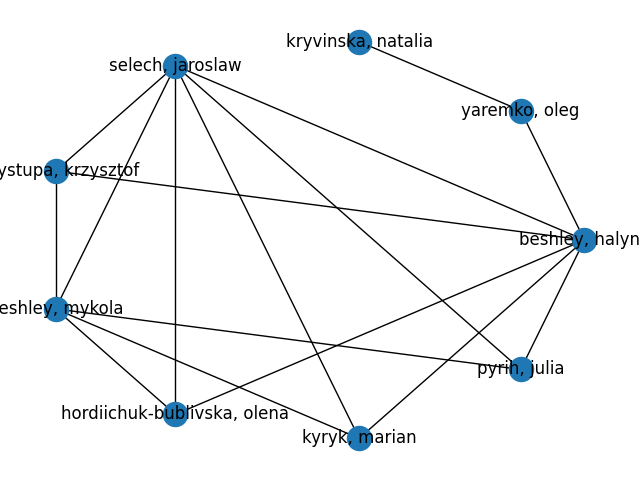 kryvinska, natalia
selech, jaroslaw
yaremko, oleg
ystupa, krzysztof
beshley, halyn
eshley, mykola
pyrih, julia
hordiichuk-bublivska, olena
kyryk, marian